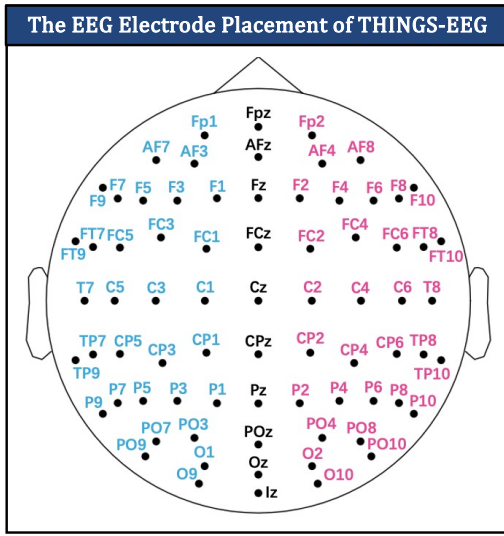 The EEG Electrode Placement of THINGS-EEG
Fpz
Fp1 Fp2
AFz
AF7 AF3 AF4 AF8
F7 F5 F3 F1 Fz F2 F4 F6 F8
F9 F10
FT7 FC5 FC3 FC1 FCz FC2 FC4 FC6 FT8
FT9 FT10
T7 C5 C3 C1 Cz C2 C4 C6 T8
TP7 CP5 CP3 CP1 CPz CP2 CP4 CP6 TP8
TP9 TP10
P9 P7 P5 P3 P1 Pz P2 P4 P6 P8 P10
PO7 PO3 POz PO4 PO8
PO9 PO10
O1 Oz O2
O9 O10
Iz